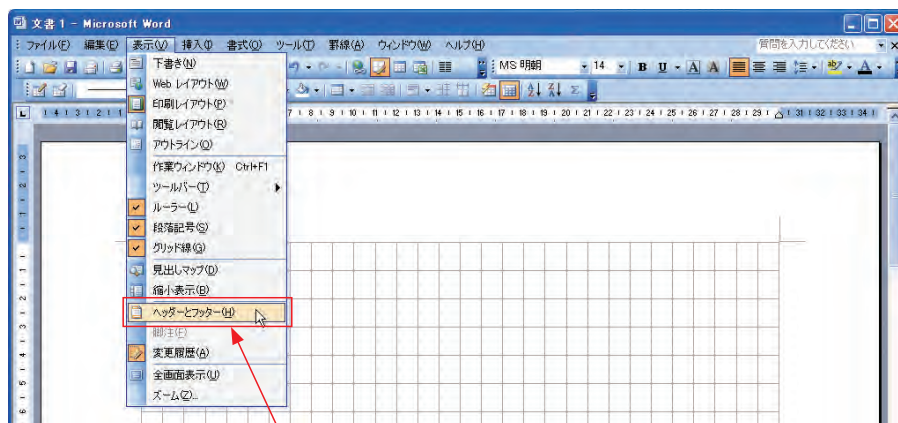 文書 1 - Microsoft Word
ファイル(F) 編集(E) 表示(V) 挿入(I) 書式(O) ツール(T) 罫線(A) ウィンドウ(W) ヘルプ(H) 質問を入力してください
MS 明朝 14 B U A A
下書き(N)
Web レイアウト(W)
印刷レイアウト(P)
閲覧レイアウト(R)
アウトライン(O)
作業ウィンドウ(K) Ctrl+F1
ツールバー(T)
ルーラー(L)
段落記号(S)
グリッド線(G)
見出しマップ(D)
縮小表示(B)
ヘッダーとフッター(H)
脚注(F)
変更履歴(A)
全画面表示(U)
ズーム(Z)...